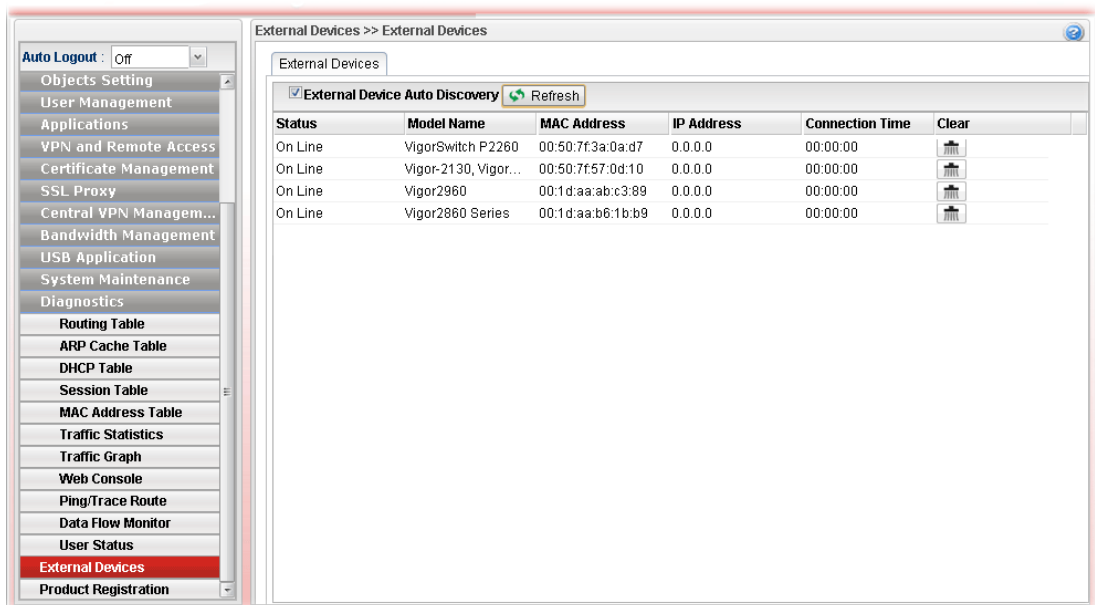 External Devices >> External Devices
Auto Logout : Off
Objects Setting
User Management
Applications
VPN and Remote Access
Certificate Management
SSL Proxy
Central VPN Managem...
Bandwidth Management
USB Application
System Maintenance
Diagnostics
Routing Table
ARP Cache Table
DHCP Table
Session Table
MAC Address Table
Traffic Statistics
Traffic Graph
Web Console
Ping/Trace Route
Data Flow Monitor
User Status
External Devices
Product Registration
External Devices
External Device Auto Discovery Refresh
Status Model Name MAC Address IP Address Connection Time Clear
On Line VigorSwitch P2260 00:50:7f:3a:0a:d7 0.0.0.0 00:00:00
On Line Vigor-2130, Vigor... 00:50:7f:57:0d:10 0.0.0.0 00:00:00
On Line Vigor2960 00:1d:aa:ab:c3:89 0.0.0.0 00:00:00
On Line Vigor2860 Series 00:1d:aa:b6:1b:b9 0.0.0.0 00:00:00